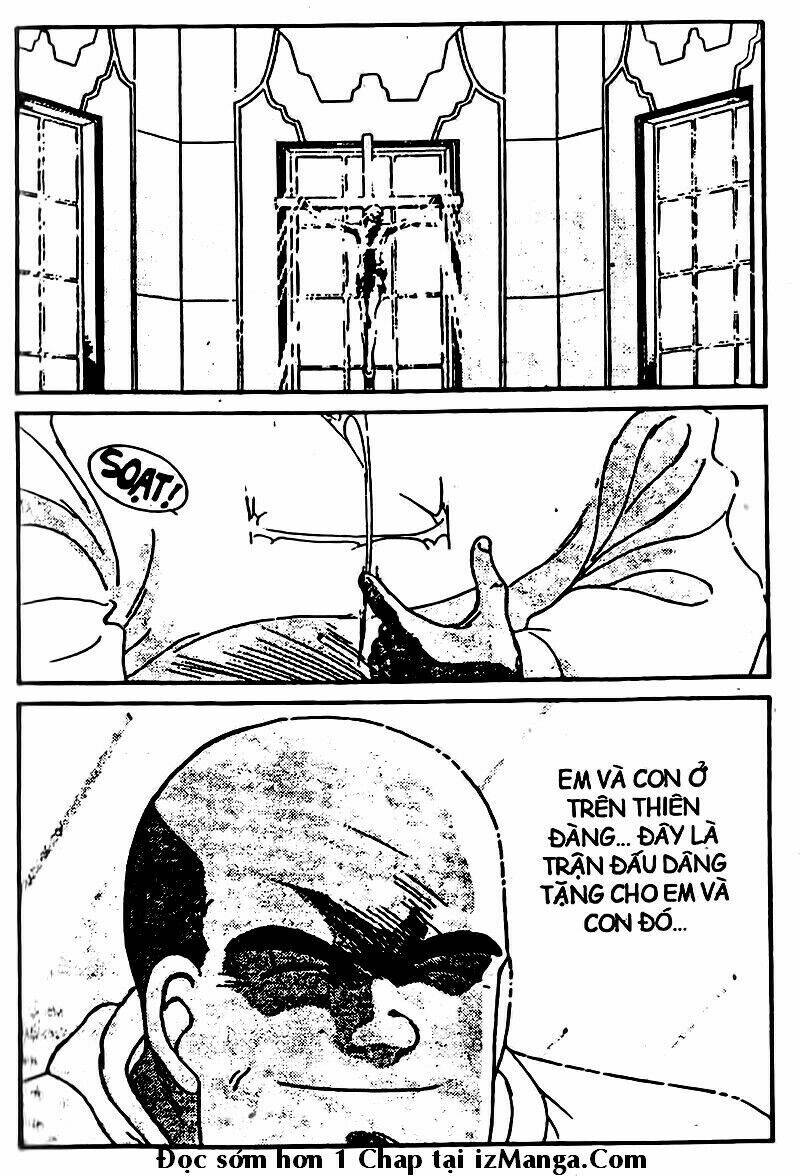 SOẠT!
EM VÀ CON Ở
TRÊN THIÊN
ĐÀNG... ĐÂY LÀ
TRẬN ĐẤU DÂNG
TẶNG CHO EM VÀ
CON ĐÓ...
Đọc sớm hơn 1 Chap tại izManga.Com